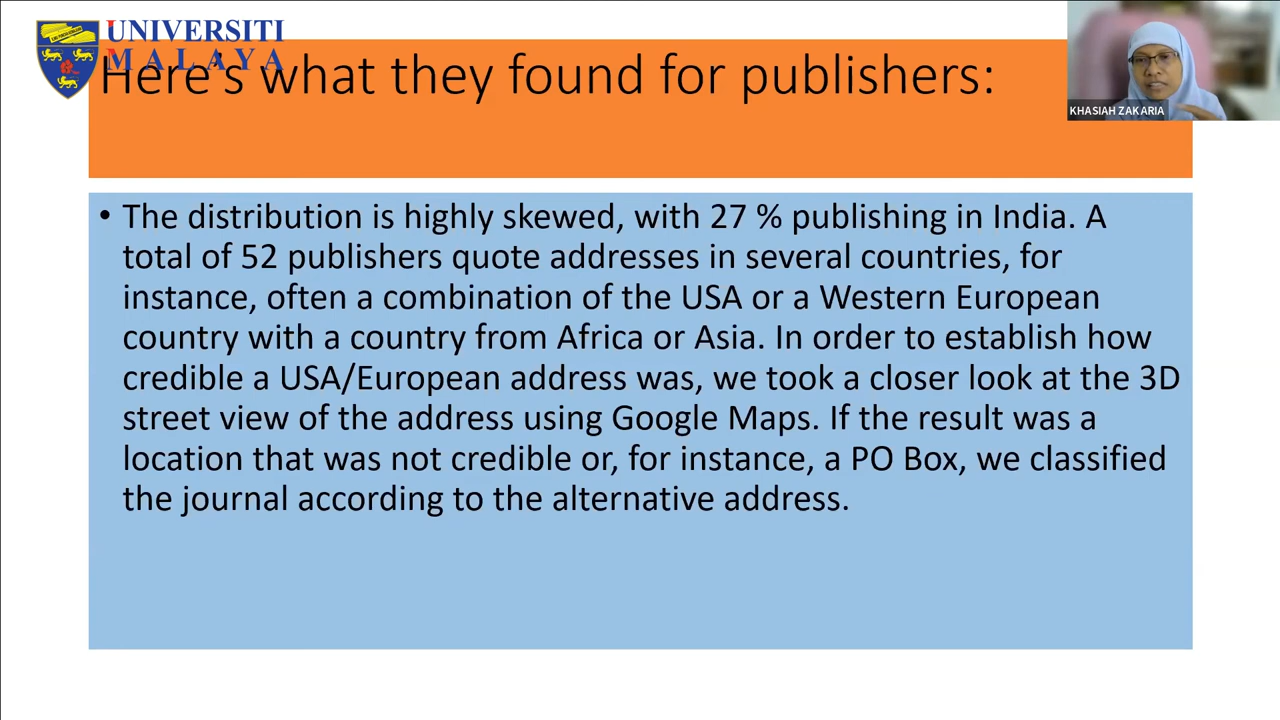 UNIVERSITI
MALAYA
Here's what they found for publishers:
KHASIAH ZAKARIA
• The distribution is highly skewed, with 27 % publishing in India. A
total of 52 publishers quote addresses in several countries, for
instance, often a combination of the USA or a Western European
country with a country from Africa or Asia. In order to establish how
credible a USA/European address was, we took a closer look at the 3D
street view of the address using Google Maps. If the result was a
location that was not credible or, for instance, a PO Box, we classified
the journal according to the alternative address.